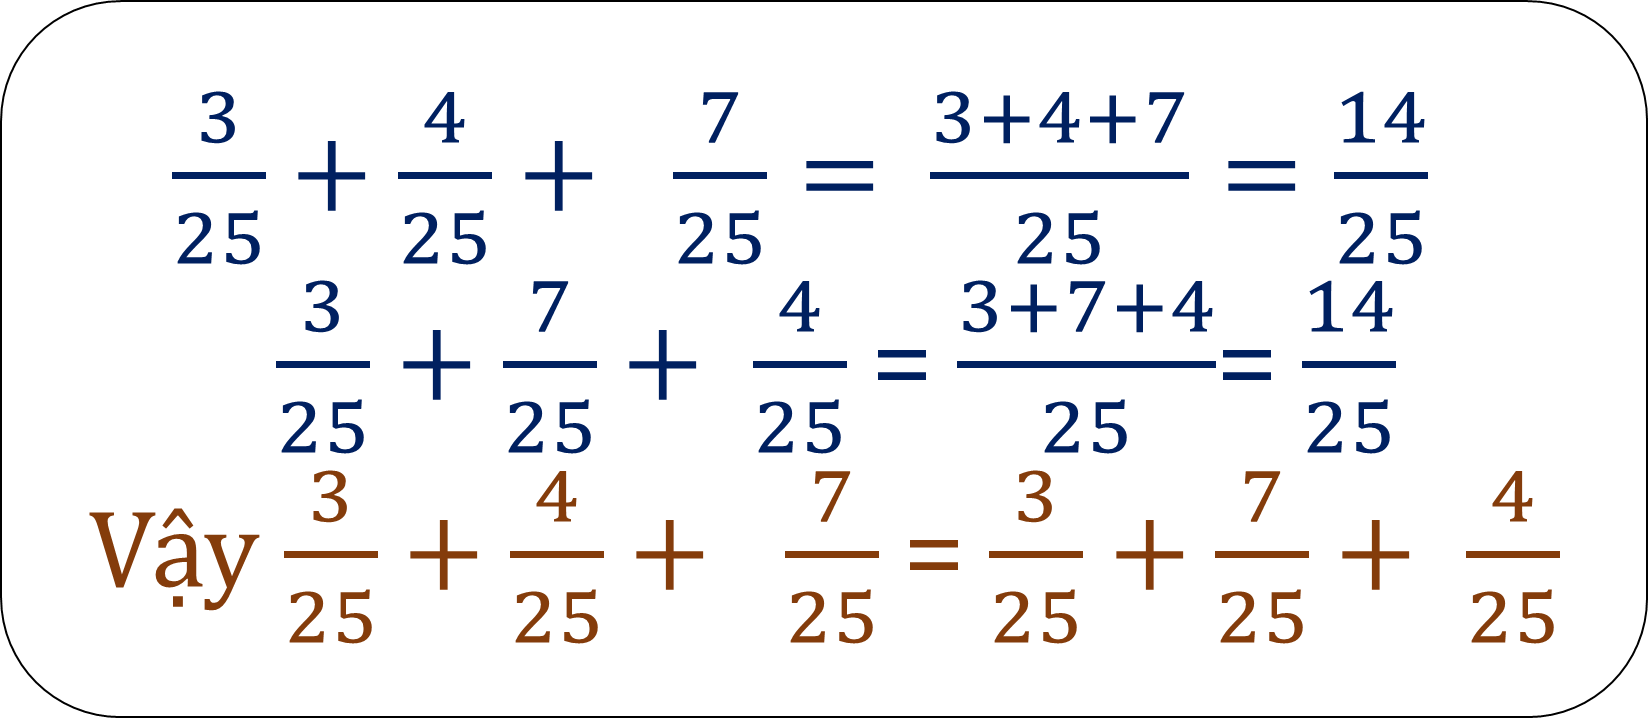 3/25 + 4/25 + 7/25 = 3+4+7/25 = 14/25
3/25 + 7/25 + 4/25 = 3+7+4/25 = 14/25
Vậy 3/25 + 4/25 + 7/25 = 3/25 + 7/25 + 4/25